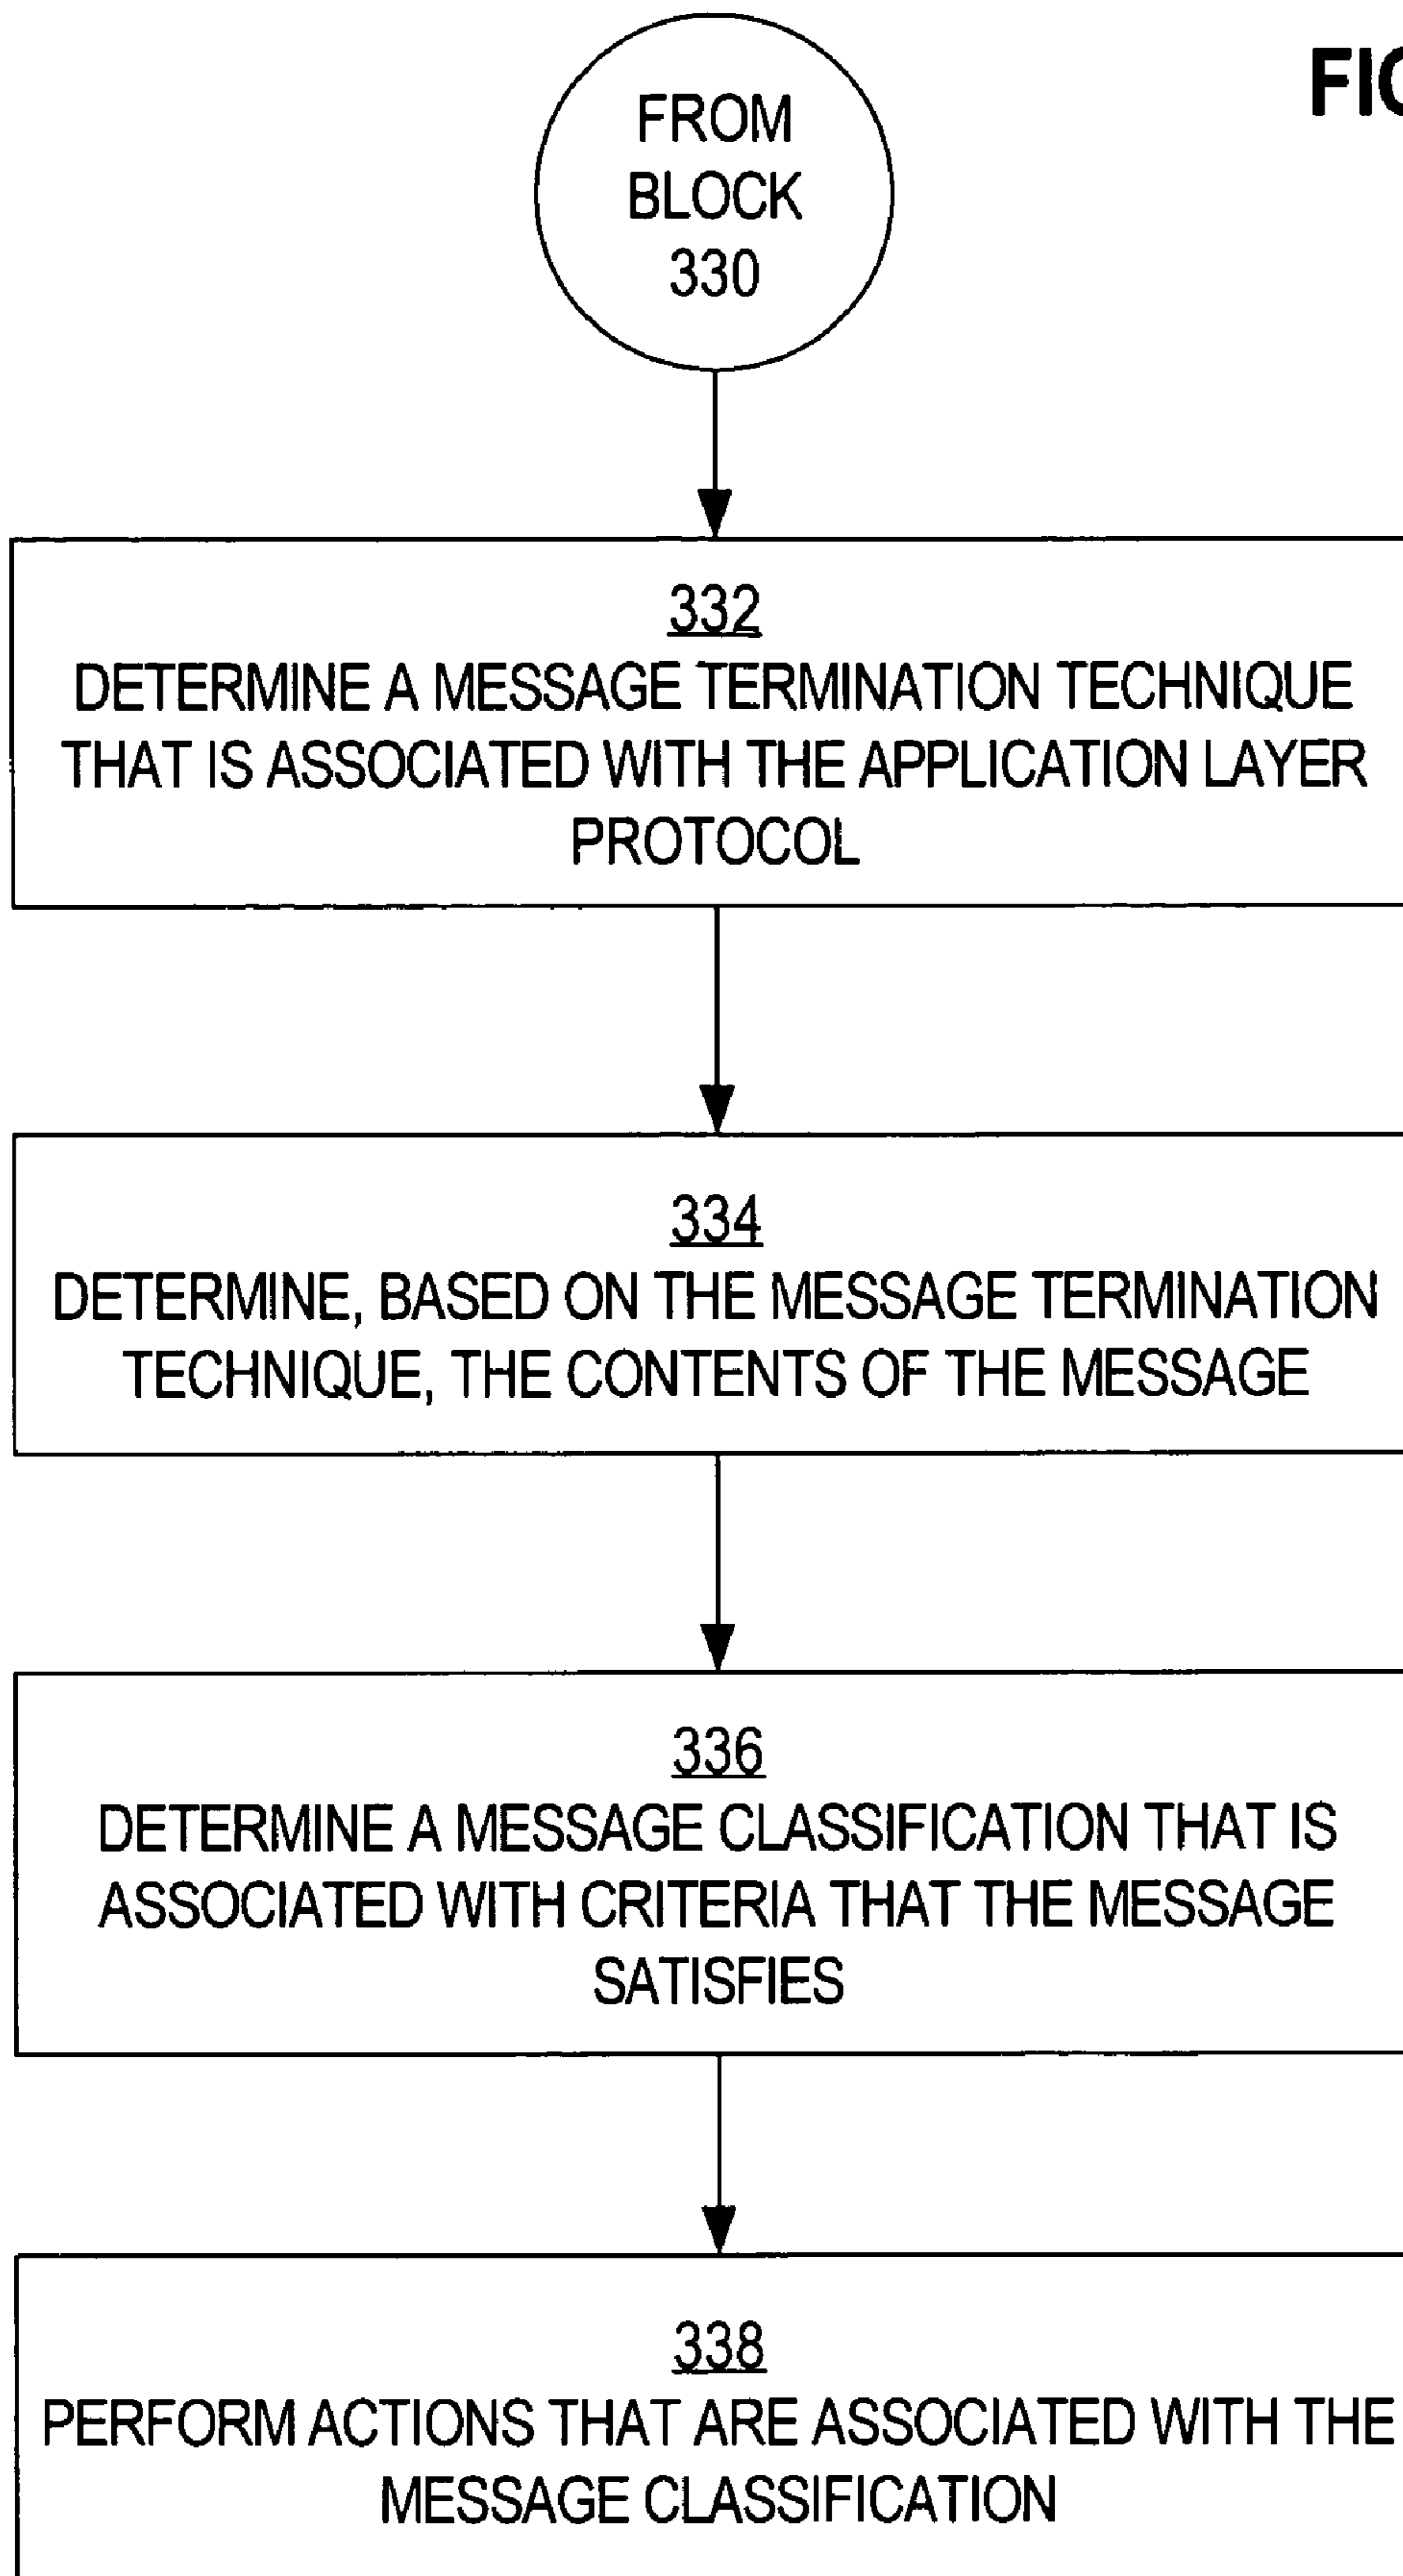 FROM
BLOCK
330
332
DETERMINE A MESSAGE TERMINATION TECHNIQUE
THAT IS ASSOCIATED WITH THE APPLICATION LAYER
PROTOCOL
334
DETERMINE, BASED ON THE MESSAGE TERMINATION
TECHNIQUE, THE CONTENTS OF THE MESSAGE
336
DETERMINE A MESSAGE CLASSIFICATION THAT IS
ASSOCIATED WITH CRITERIA THAT THE MESSAGE
SATISFIES
338
PERFORM ACTIONS THAT ARE ASSOCIATED WITH THE
MESSAGE CLASSIFICATION